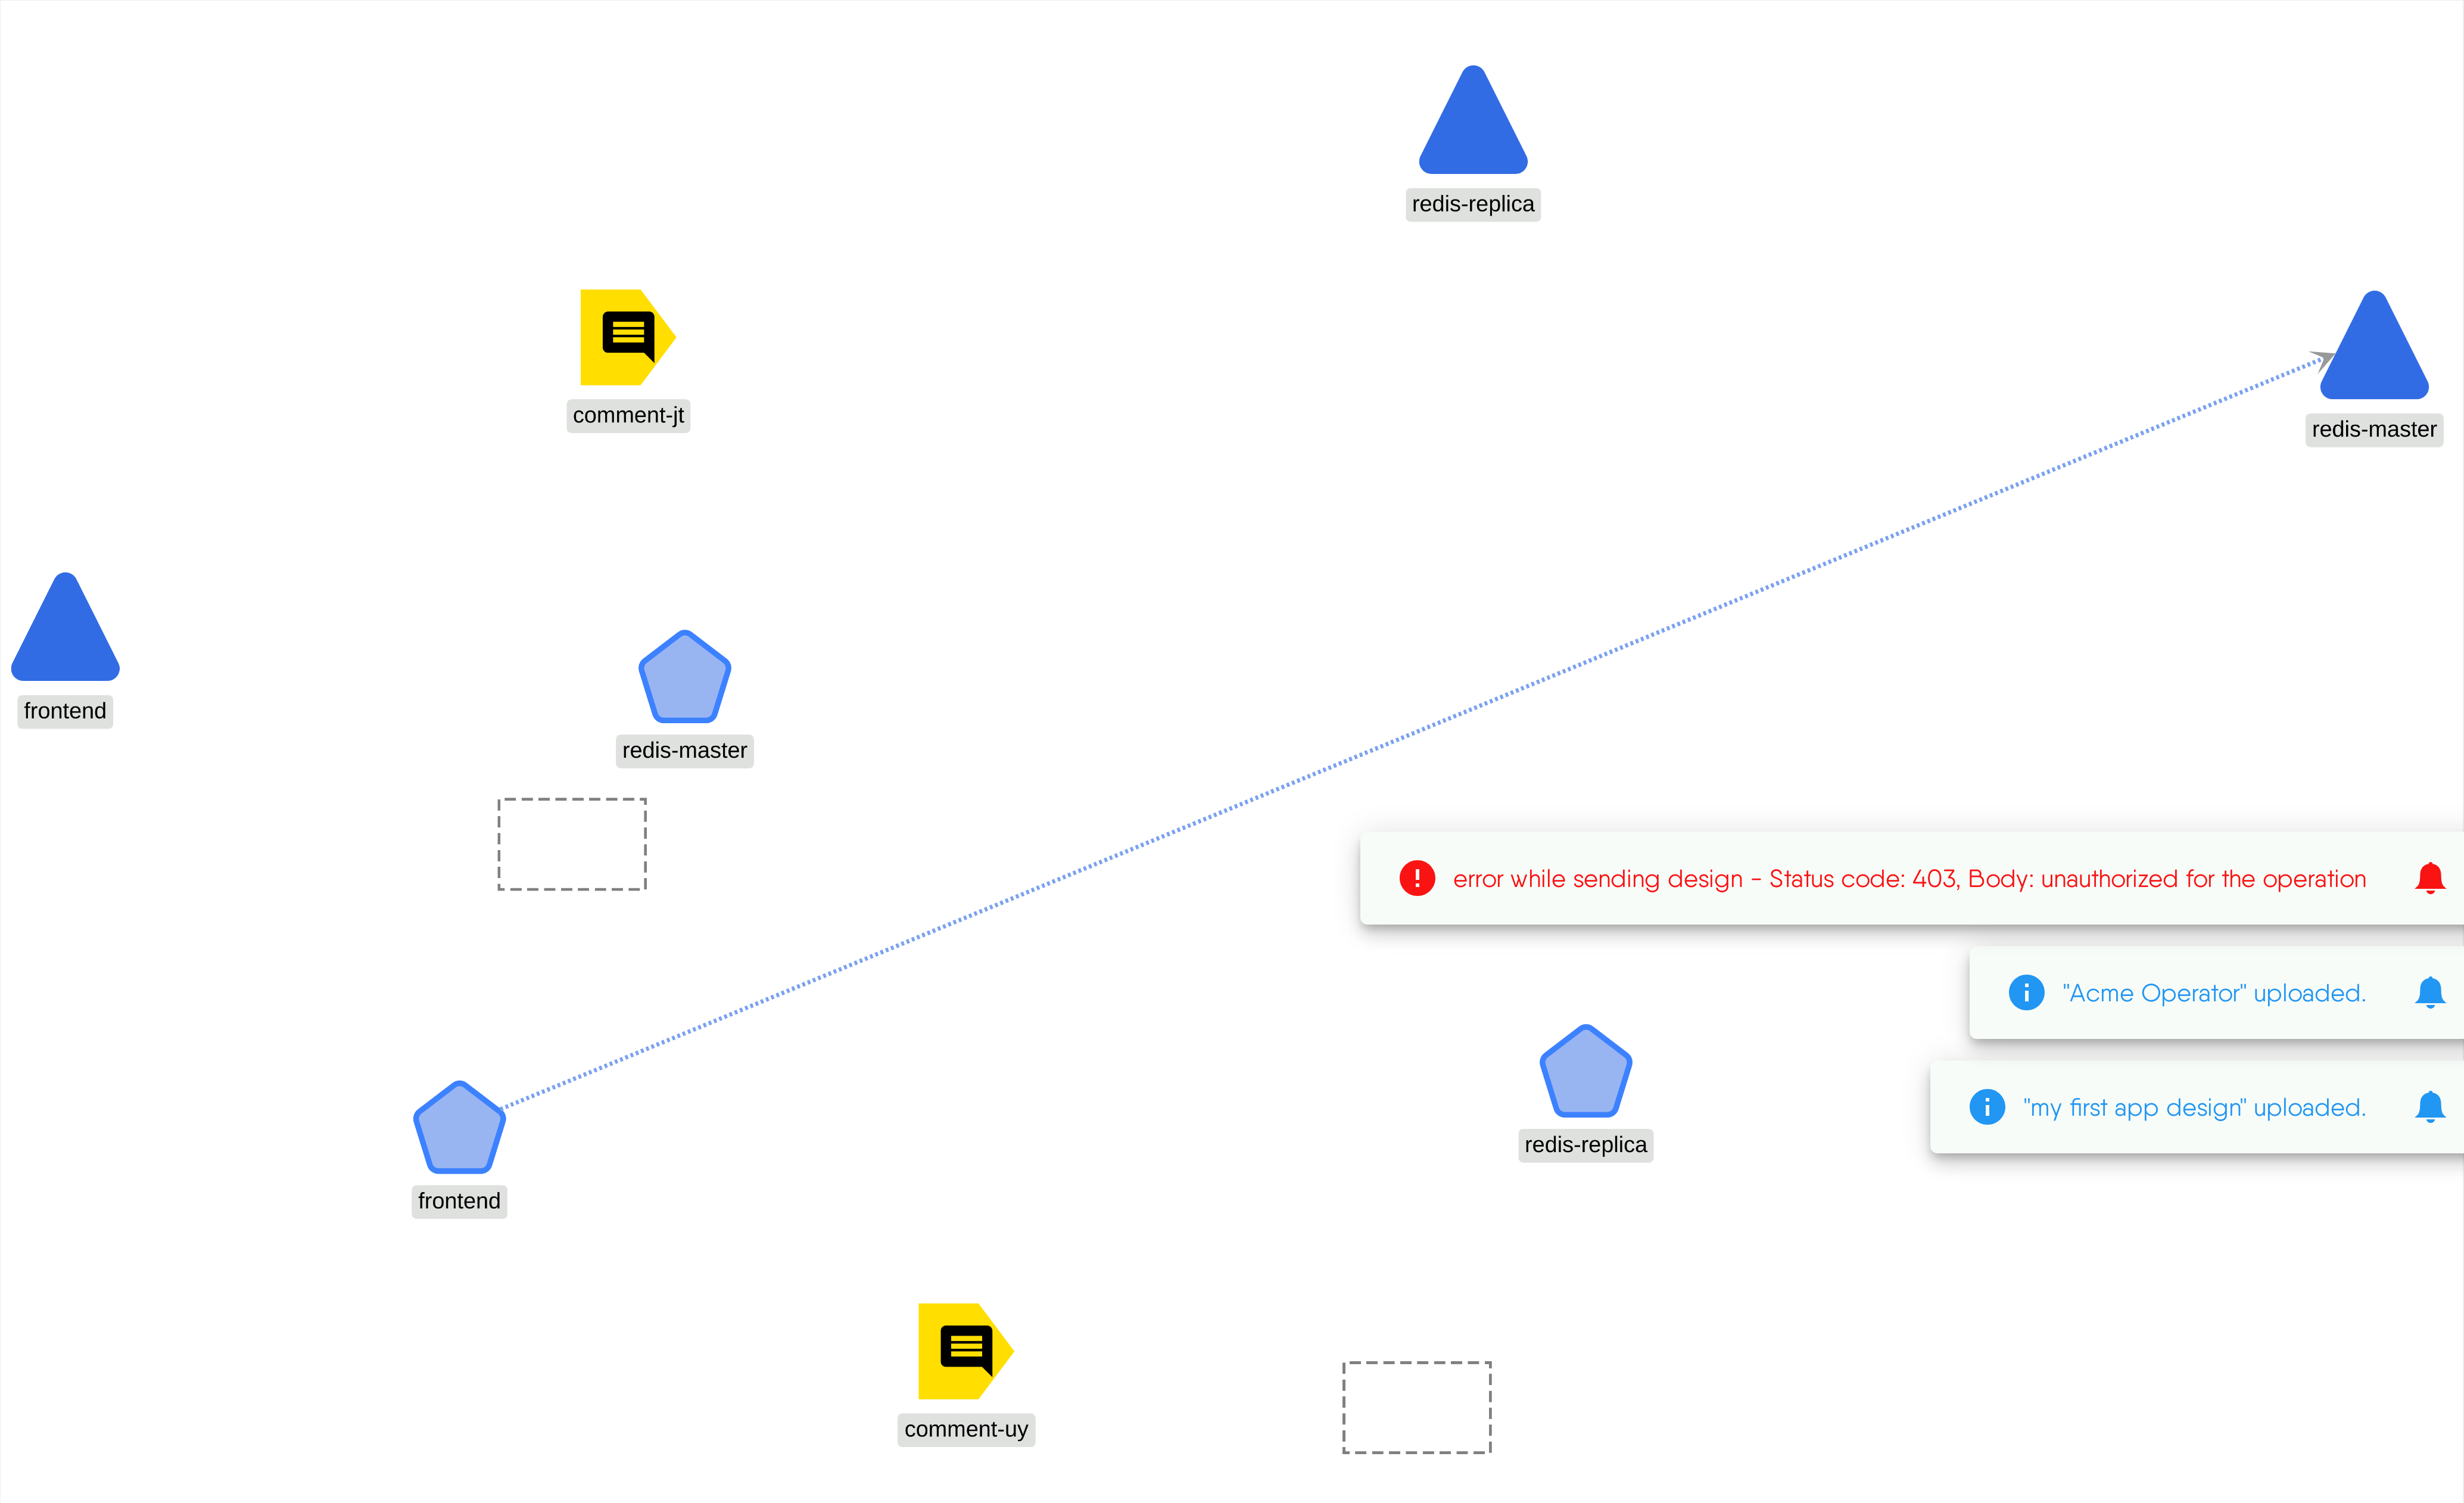 redis-replica
comment-jt
redis-master
frontend
redis-master
error while sending design - Status code: 403, Body: unauthorized for the operation
"Acme Operator" uploaded.
"my first app design" uploaded.
redis-replica
frontend
comment-uy